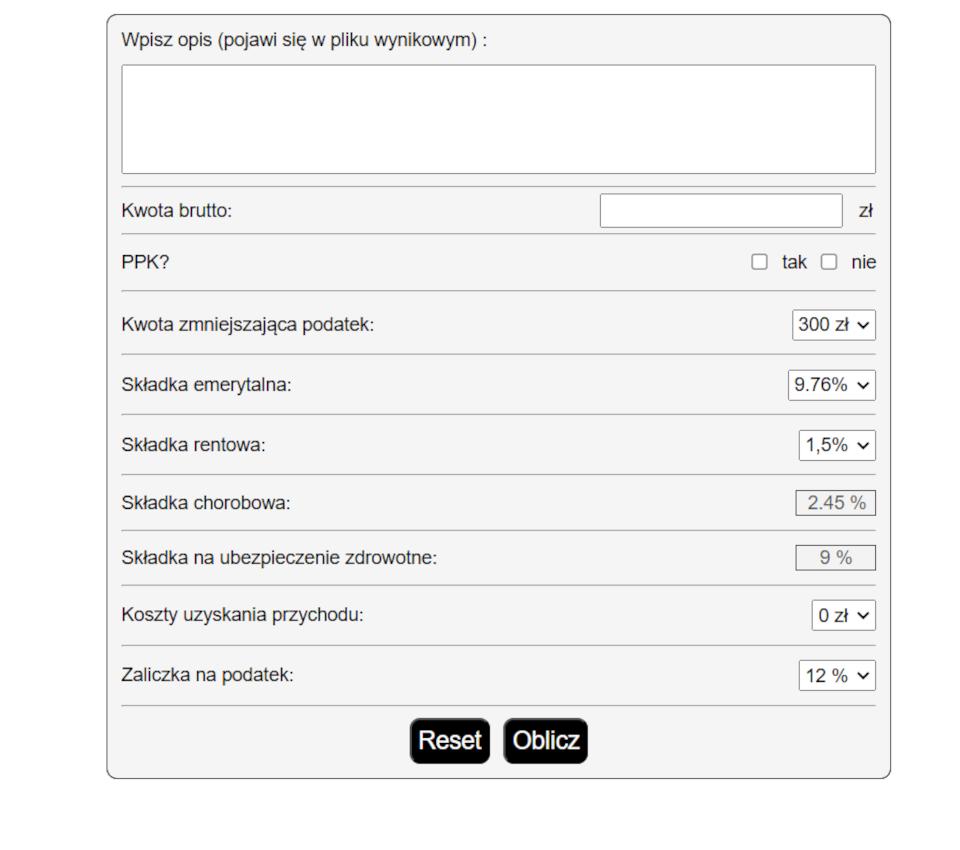 Wpisz opis (pojawi się w pliku wynikowym) :
Kwota brutto: zł
PPK? tak nie
Kwota zmniejszająca podatek: 300 zł
Składka emerytalna: 9.76%
Składka rentowa: 1,5%
Składka chorobowa: 2.45 %
Składka na ubezpieczenie zdrowotne: 9 %
Koszty uzyskania przychodu: 0 zł
Zaliczka na podatek: 12 %
Reset Oblicz